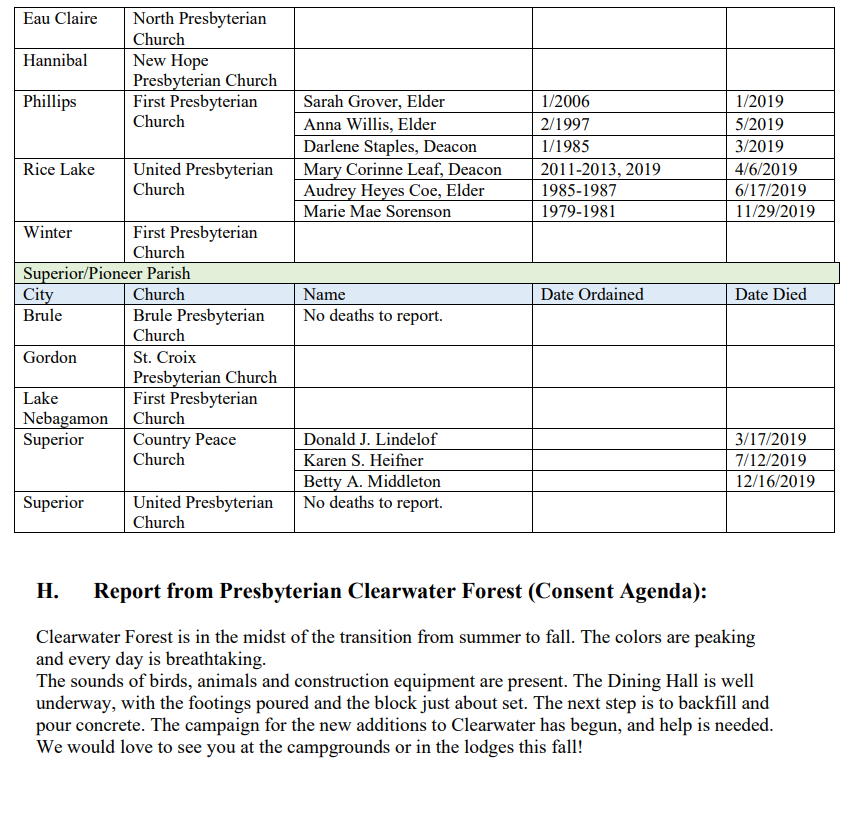 Eau Claire North Presbyterian
Church
Hannibal New Hope
Presbyterian Church
Phillips First Presbyterian Sarah Grover, Elder 1/2006 1/2019
Church Anna Willis, Elder 2/1997 5/2019
Darlene Staples, Deacon 1/1985 3/2019
Rice Lake United Presbyterian Mary Corinne Leaf, Deacon 2011-2013, 2019 4/6/2019
Church Audrey Heyes Coe, Elder 1985-1987 6/17/2019
Marie Mae Sorenson 1979-1981 11/29/2019
Winter First Presbyterian
Church
Superior/Pioneer Parish
City Church Name Date Ordained Date Died
Brule Brule Presbyterian No deaths to report.
Church
Gordon St. Croix
Presbyterian Church
Lake First Presbyterian
Nebagamon Church
Superior Country Peace Donald J. Lindelof 3/17/2019
Church Karen S. Heifner 7/12/2019
Betty A. Middleton 12/16/2019
Superior United Presbyterian No deaths to report.
Church
H. Report from Presbyterian Clearwater Forest (Consent Agenda):
Clearwater Forest is in the midst of the transition from summer to fall. The colors are peaking
and every day is breathtaking.
The sounds of birds, animals and construction equipment are present. The Dining Hall is well
underway, with the footings poured and the block just about set. The next step is to backfill and
pour concrete. The campaign for the new additions to Clearwater has begun, and help is needed.
We would love to see you at the campgrounds or in the lodges this fall!